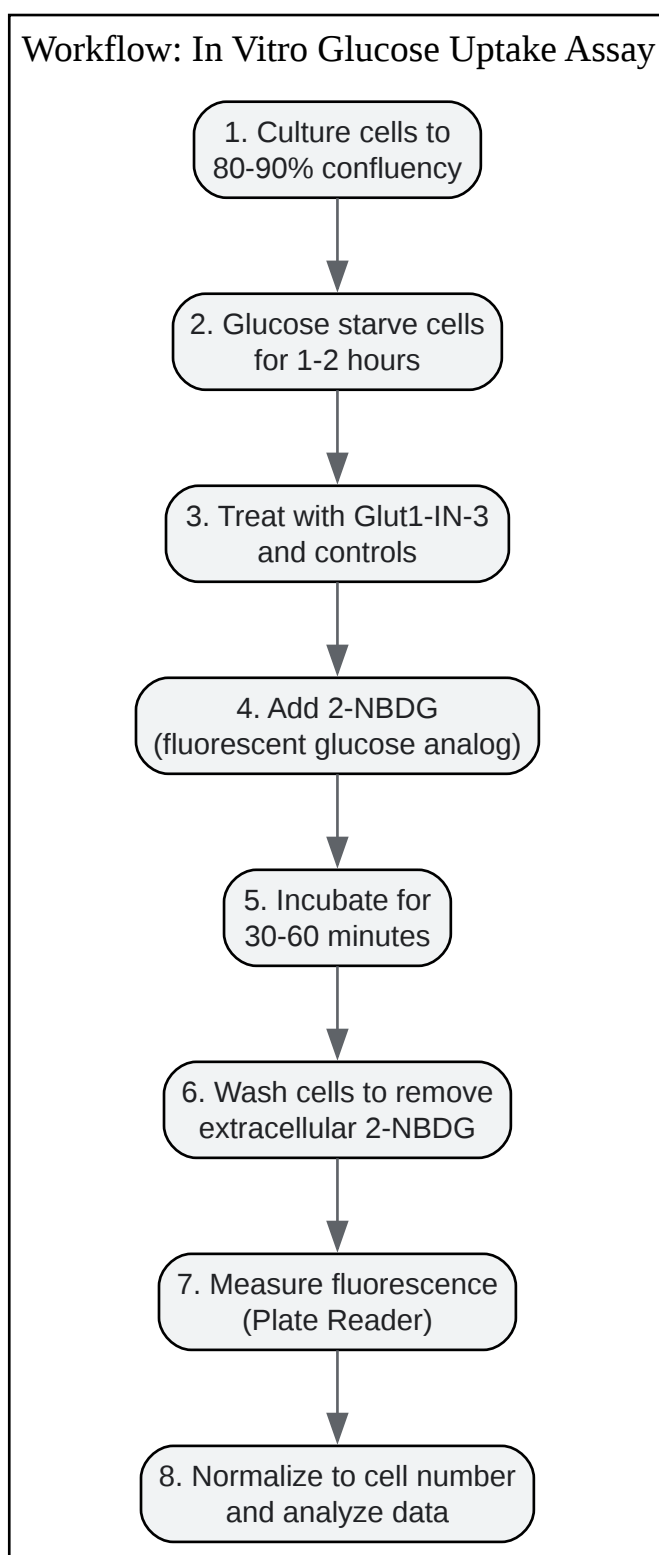 Workflow: In Vitro Glucose Uptake Assay
1. Culture cells to
80-90% confluency
2. Glucose starve cells
for 1-2 hours
3. Treat with Glut1-IN-3
and controls
4. Add 2-NBDG
(fluorescent glucose analog)
5. Incubate for
30-60 minutes
6. Wash cells to remove
extracellular 2-NBDG
7. Measure fluorescence
(Plate Reader)
8. Normalize to cell number
and analyze data